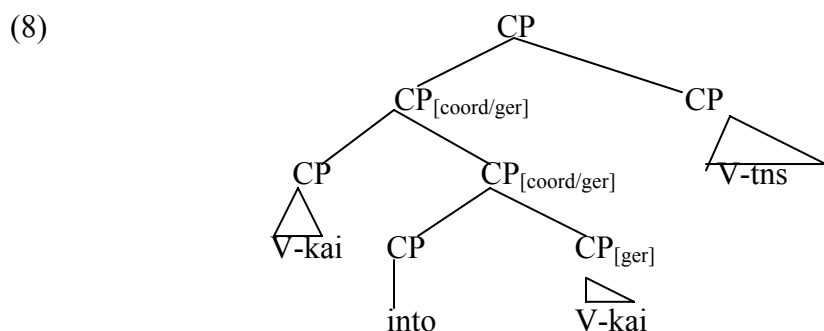 (8) CP
CP[coord/ger] CP
CP CP[coord/ger] V-tns
V-kai CP CP[ger]
into V-kai